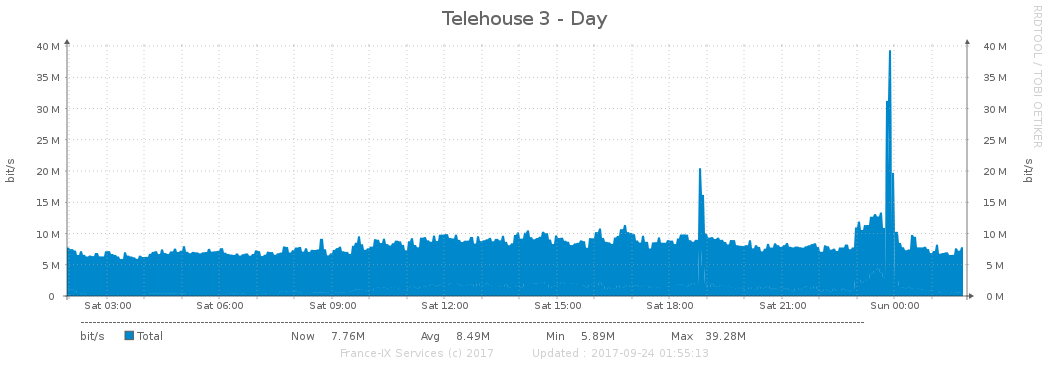 Telehouse 3 - Day
RRDTOOL / TOBI OETIKER
40 M 40 M
35 M 35 M
30 M 30 M
25 M 25 M
20 M 20 M
15 M 15 M
10 M 10 M
5 M 5 M
0 0 M
bit/s bit/s
Sat 03:00 Sat 06:00 Sat 09:00 Sat 12:00 Sat 15:00 Sat 18:00 Sat 21:00 Sun 00:00
bit/s Total Now 7.76M Avg 8.49M Min 5.89M Max 39.28M
France-IX Services (c) 2017 Updated : 2017-09-24 01:55:13